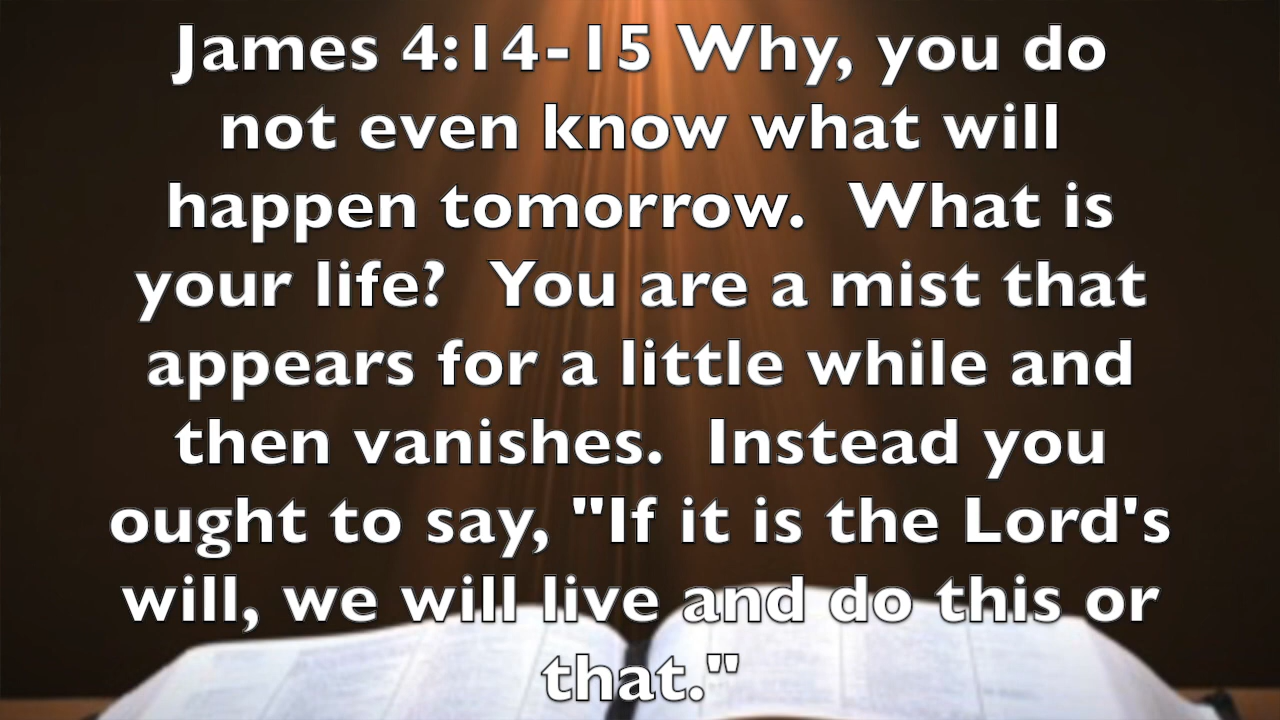 James 4:14-15 Why, you do
not even know what will
happen tomorrow.  What is
your life?  You are a mist that
appears for a little while and
then vanishes.  Instead you
ought to say, "If it is the Lord's
will, we will live and do this or
that."